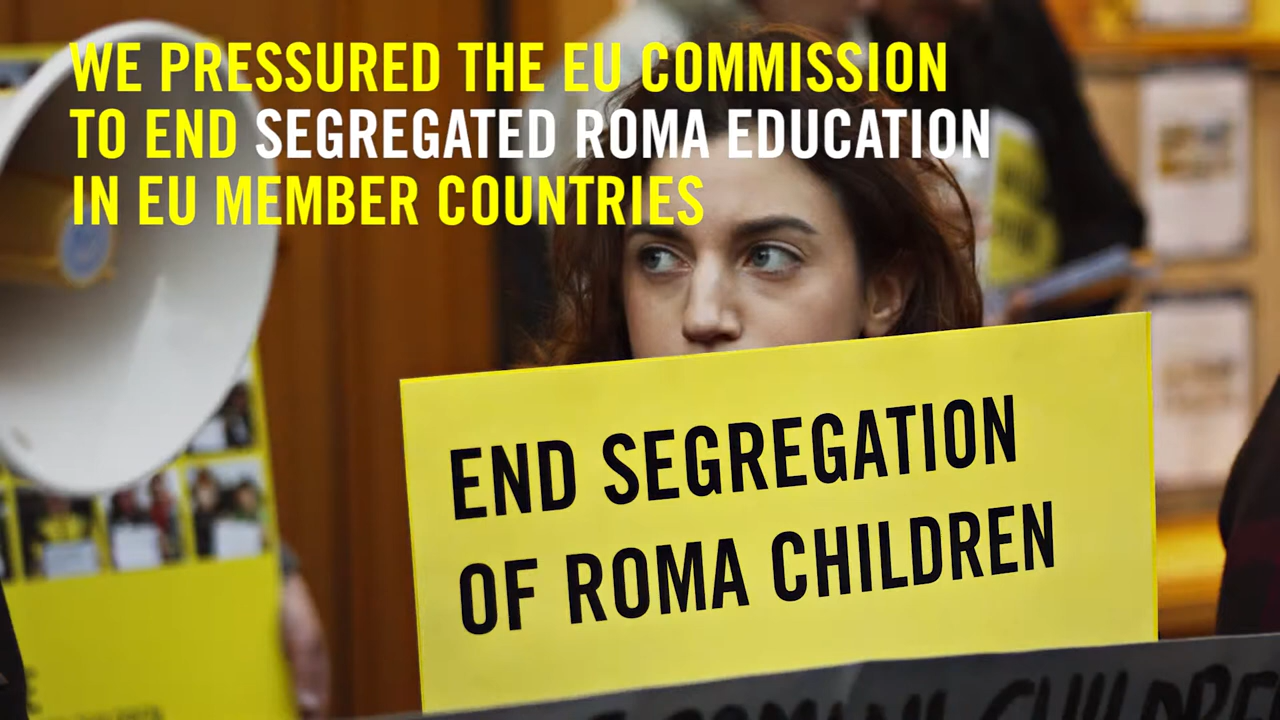 WE PRESSURED THE EU COMMISSION
TO END SEGREGATED ROMA EDUCATION
IN EU MEMBER COUNTRIES
END SEGREGATION
OF ROMA CHILDREN
CHILDRE